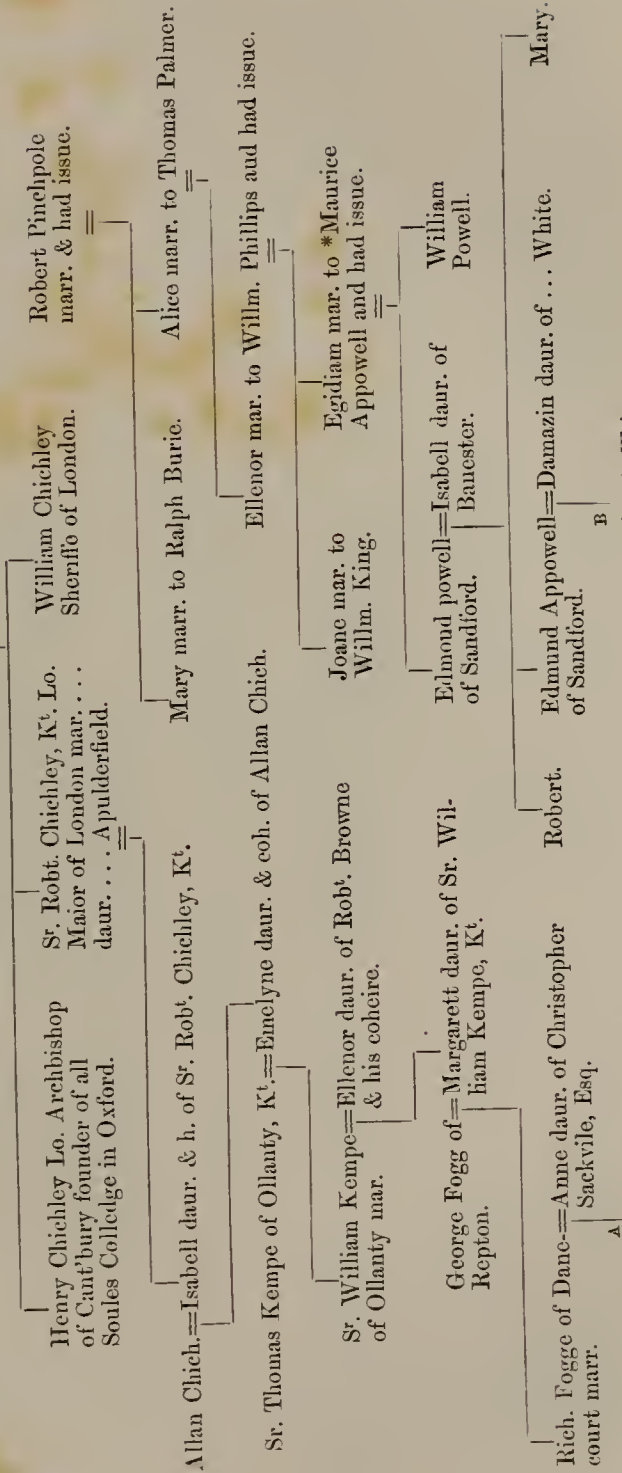 Henry Chichley Lo. Archbishop
of Cant'bury founder of all
Soules Colledge in Oxford.
Sr. Robt. Chichley, Kt. Lo.
Maior of London mar.....
daur.... Apulderfield.
William Chichley
Sheriffe of London.
Robert Pinchpole
marr. & had issue.
Allan Chich.=Isabell daur. & h. of Sr. Robt. Chichley, Kt.
Mary marr. to Ralph Burie.
Alice marr. to Thomas Palmer.
Sr. Thomas Kempe of Ollanty, Kt.=Emelyne daur. & coh. of Allan Chich.
Ellenor mar. to Willm. Phillips aud had issue.
Sr. William Kempe=Ellenor daur. of Robt. Browne
of Ollanty mar. & his coheire.
Joane mar. to
Willm. King.
Egidiam mar. to *Maurice
Appowell and had issue.
George Fogg of=Margarett daur. of Sr. Wil-
Repton. liam Kempe, Kt.
Edmoud powell=Isabell daur. of
of Sandford. Bauester.
William
Powell.
Rich. Fogge of Dane-=Anne daur. of Christopher
court marr. Sackvile, Esq.
A
Robert.
Edmund Appowell=Damazin daur. of ... White.
of Sandford.
B
Mary.